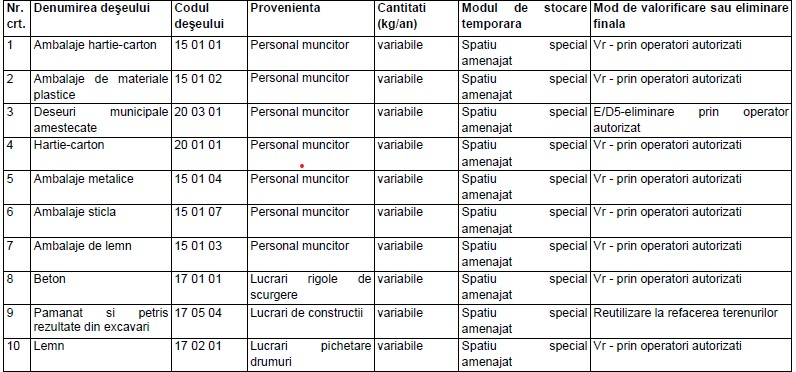 Nr. crt. Denumirea deşeului Codul deşeului Provenienta Cantitati (kg/an) Modul de stocare temporara Mod de valorificare sau eliminare finala
1 Ambalaje hartie-carton 15 01 01 Personal muncitor variabile Spatiu special amenajat Vr - prin operatori autorizati
2 Ambalaje de materiale plastice 15 01 02 Personal muncitor variabile Spatiu special amenajat Vr - prin operatori autorizati
3 Deseuri municipale amestecate 20 03 01 Personal muncitor variabile Spatiu special amenajat E/D5-eliminare prin operator autorizat
4 Hartie-carton 20 01 01 Personal muncitor variabile Spatiu special amenajat Vr - prin operatori autorizati
5 Ambalaje metalice 15 01 04 Personal muncitor variabile Spatiu special amenajat Vr - prin operatori autorizati
6 Ambalaje sticla 15 01 07 Personal muncitor variabile Spatiu special amenajat Vr - prin operatori autorizati
7 Ambalaje de lemn 15 01 03 Personal muncitor variabile Spatiu special amenajat Vr - prin operatori autorizati
8 Beton 17 01 01 Lucrari rigole de scurgere variabile Spatiu special amenajat Vr - prin operatori autorizati
9 Pamanat si petris rezultate din excavari 17 05 04 Lucrari de constructii variabile Spatiu special amenajat Reutilizare la refacerea terenurilor
10 Lemn 17 02 01 Lucrari pichetare drumuri variabile Spatiu special amenajat Vr - prin operatori autorizati